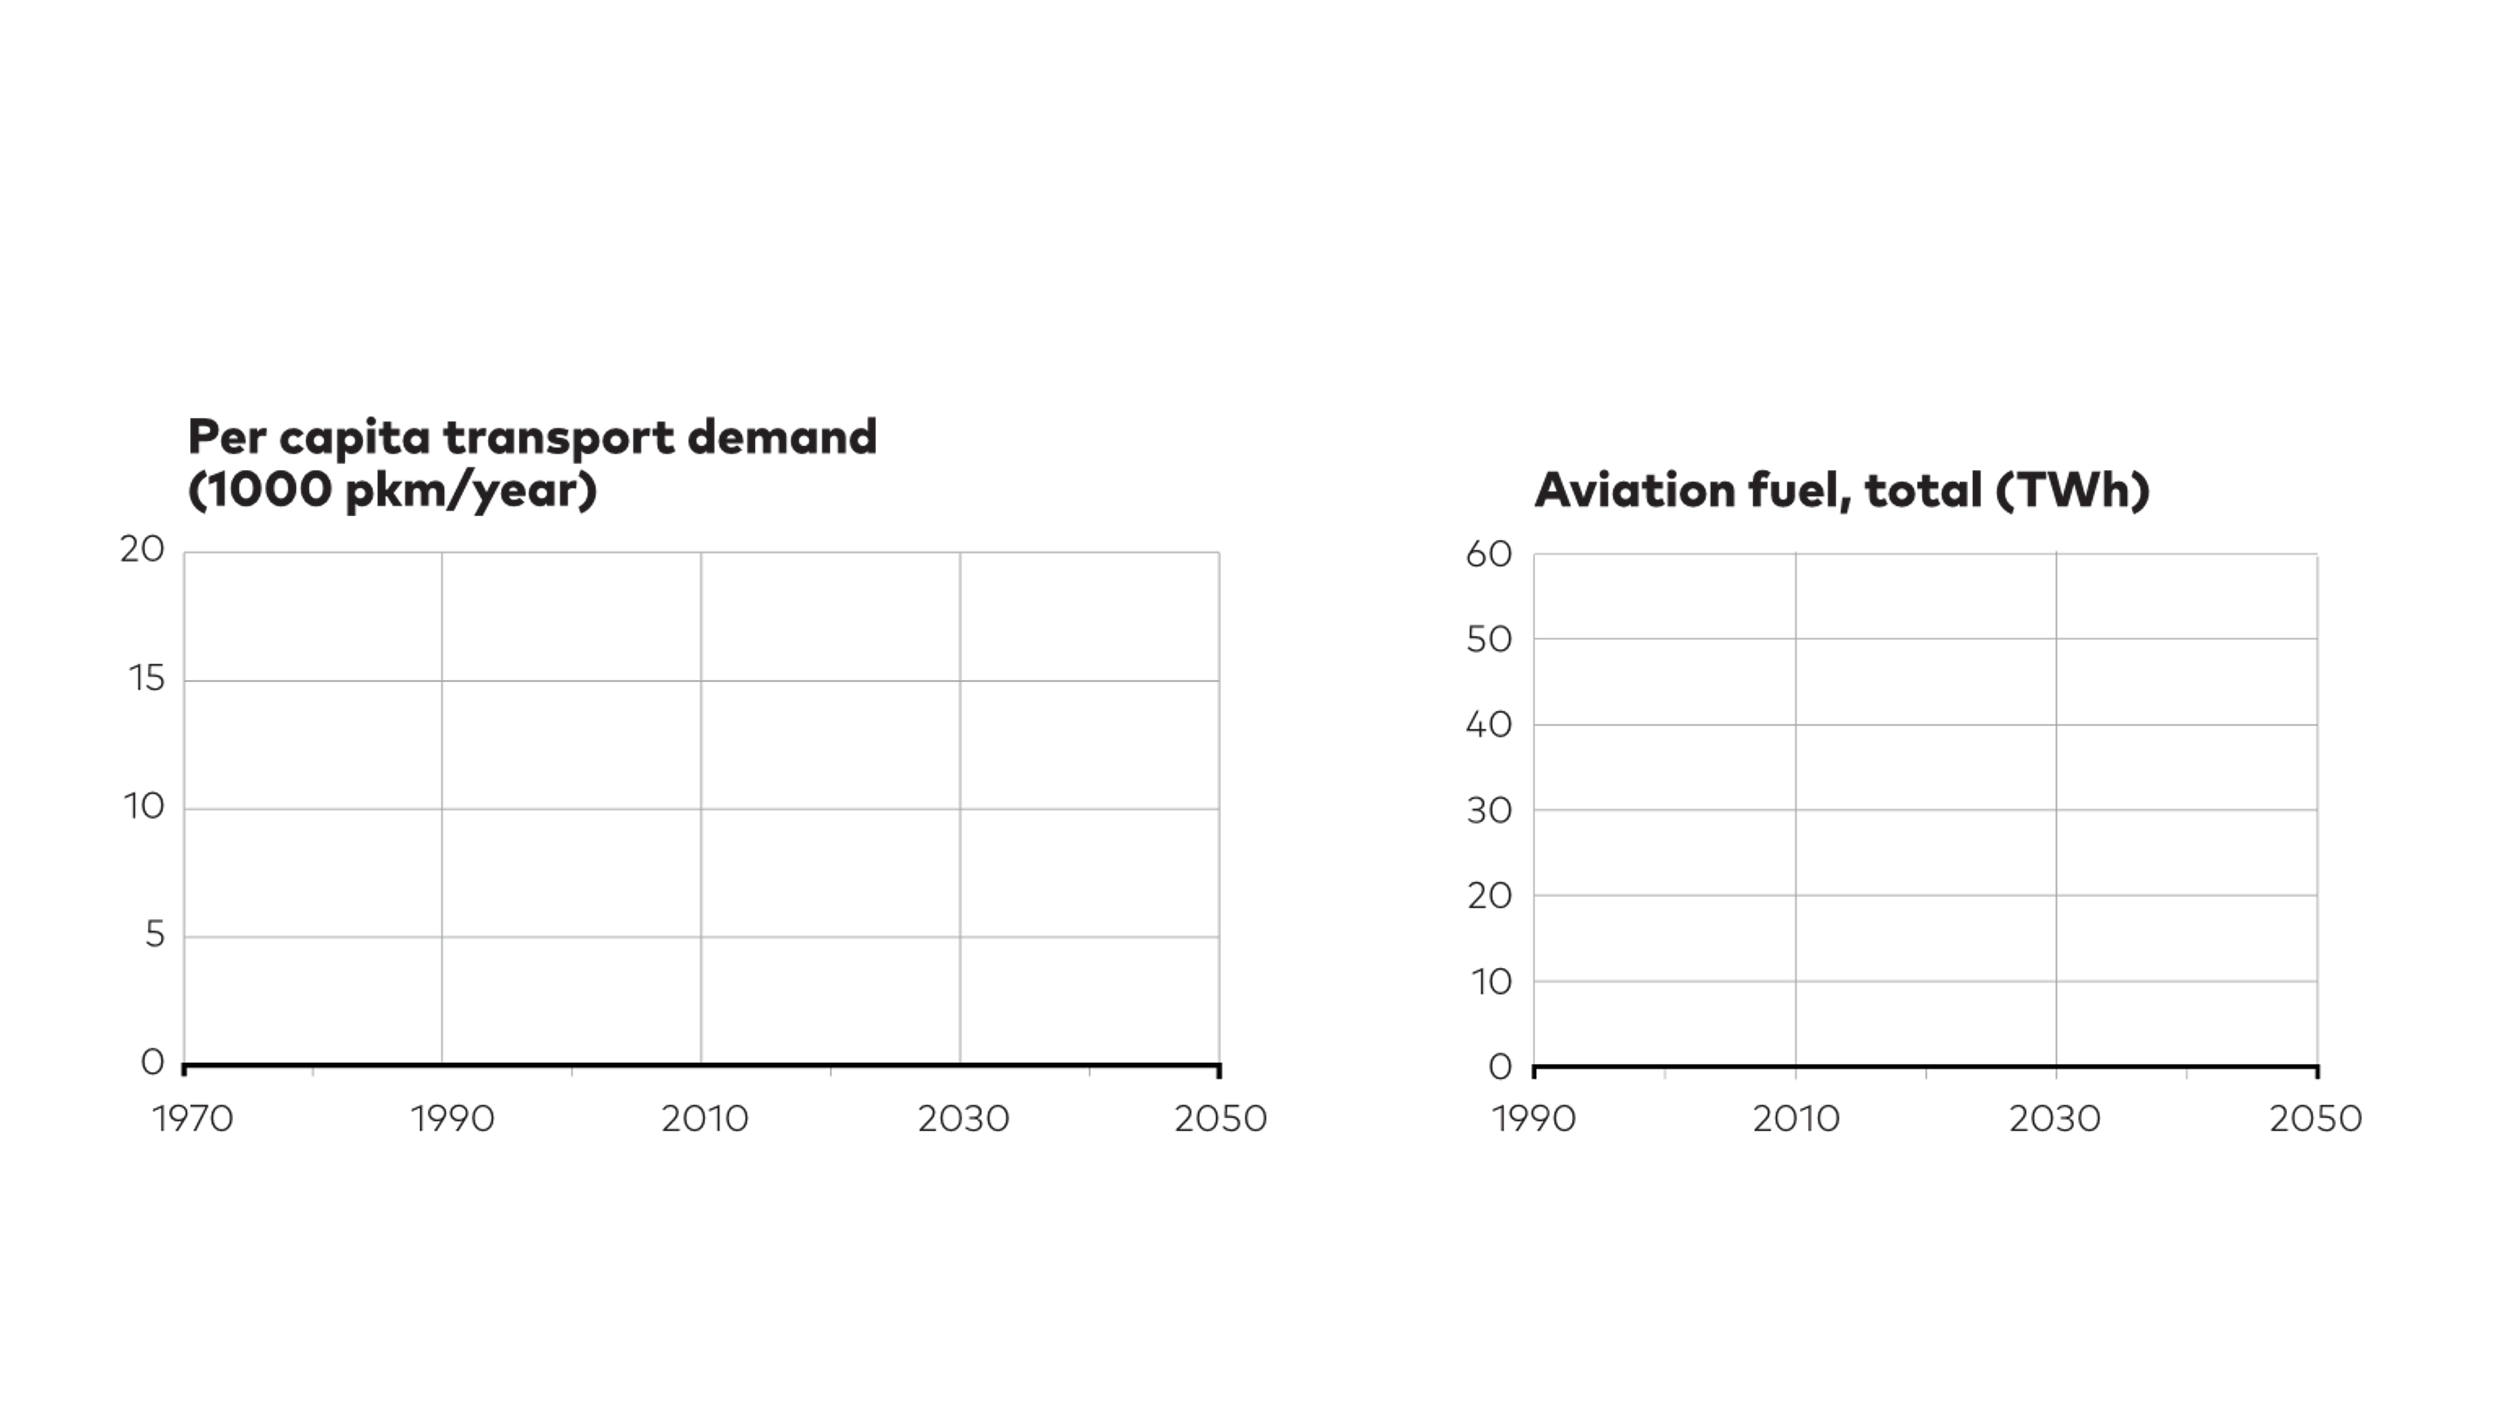 Per capita transport demand
(1000 pkm/year)
20
15
10
5
0
1970 1990 2010 2030 2050
Aviation fuel, total (TWh)
60
50
40
30
20
10
0
1990 2010 2030 2050